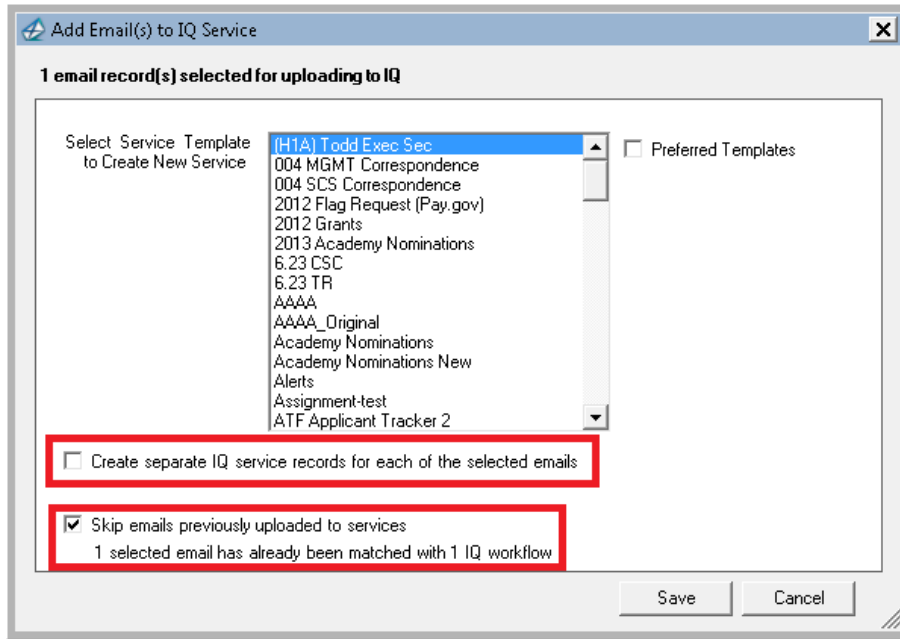 Add Email(s) to IQ Service
1 email record(s) selected for uploading to IQ
Select Service Template
to Create New Service
(H1A) Todd Exec Sec
004 MGMT Correspondence
004 SCS Correspondence
2012 Flag Request (Pay.gov)
2012 Grants
2013 Academy Nominations
6.23 CSC
6.23 TR
AAAA
AAAA_Original
Academy Nominations
Academy Nominations New
Alerts
Assignment-test
ATF Applicant Tracker 2
Preferred Templates
Create separate IQ service records for each of the selected emails
Skip emails previously uploaded to services
1 selected email has already been matched with 1 IQ workflow
Save
Cancel